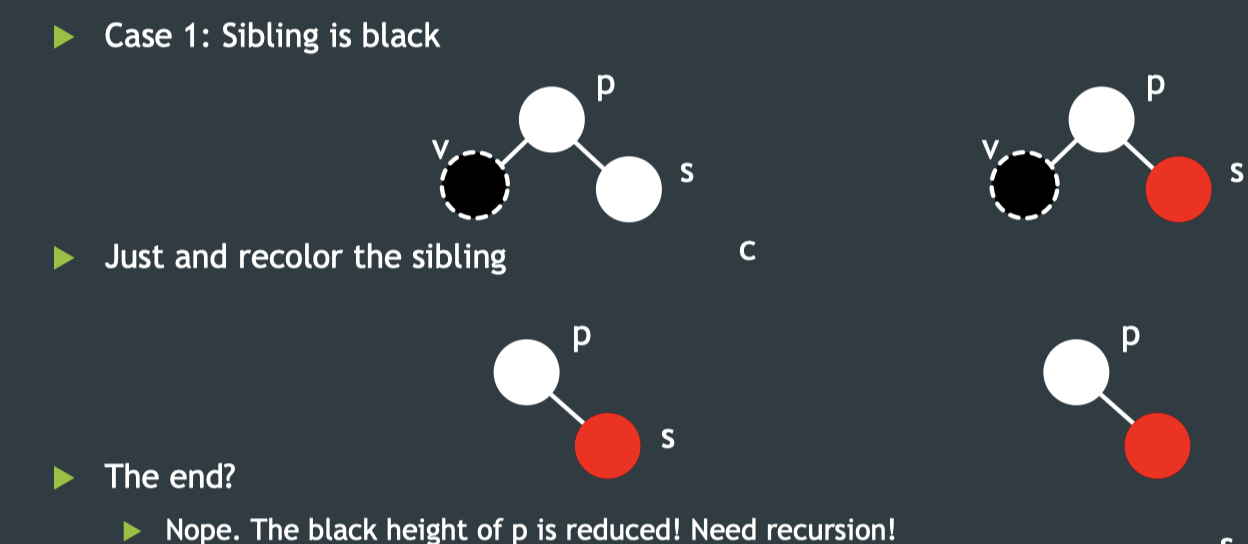 Case 1: Sibling is black
p
p
v
v
s
s
Just and recolor the sibling
c
p
p
s
The end?
Nope. The black height of p is reduced! Need recursion!